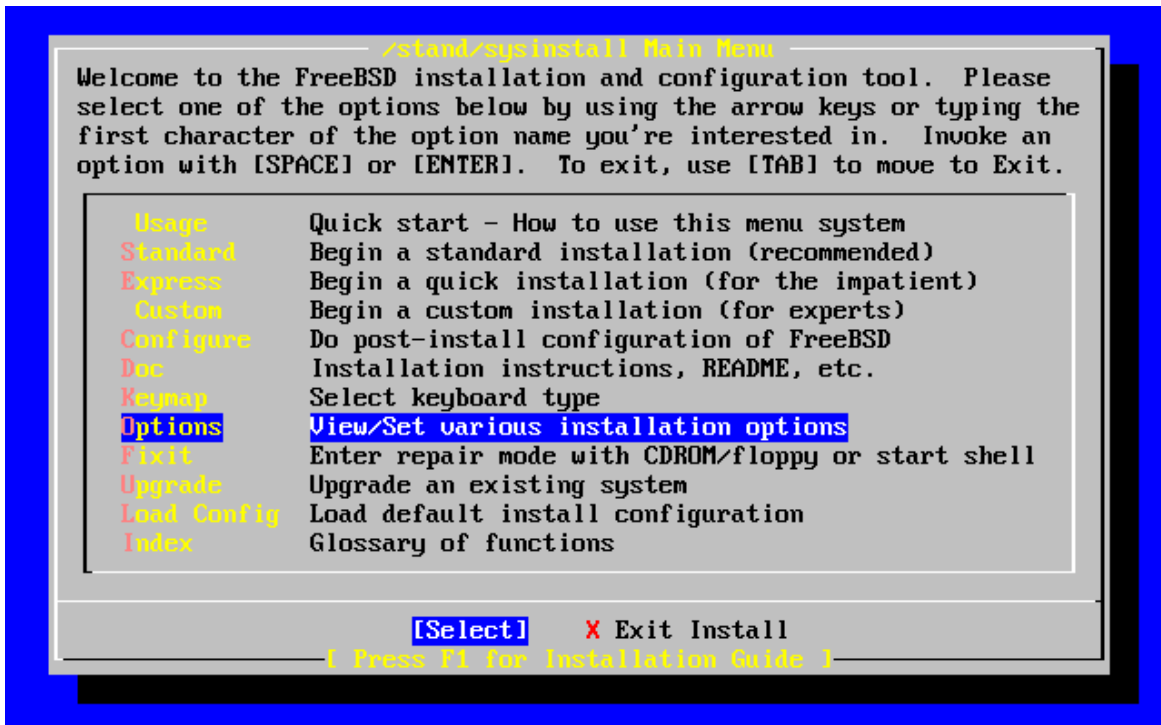 /stand/sysinstall Main Menu
Welcome to the FreeBSD installation and configuration tool.  Please
select one of the options below by using the arrow keys or typing the
first character of the option name you're interested in.  Invoke an
option with [SPACE] or [ENTER].  To exit, use [TAB] to move to Exit.
Usage Quick start - How to use this menu system
Standard Begin a standard installation (recommended)
Express Begin a quick installation (for the impatient)
Custom Begin a custom installation (for experts)
Configure Do post-install configuration of FreeBSD
Doc Installation instructions, README, etc.
Keymap Select keyboard type
Options View/Set various installation options
Fixit Enter repair mode with CDROM/floppy or start shell
Upgrade Upgrade an existing system
Load Config Load default install configuration
Index Glossary of functions
[Select] X Exit Install
[ Press F1 for Installation Guide ]